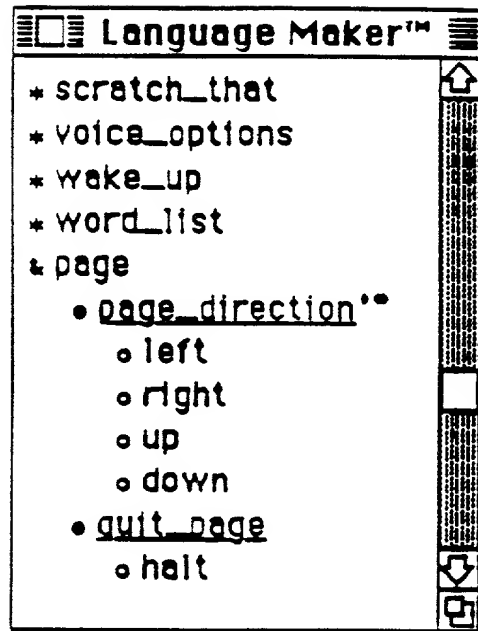 Language Maker™
* scratch_that
* voice_options
* wake_up
* word_list
& page
• page_direction'"
o left
o right
o up
o down
• quit_page
o halt